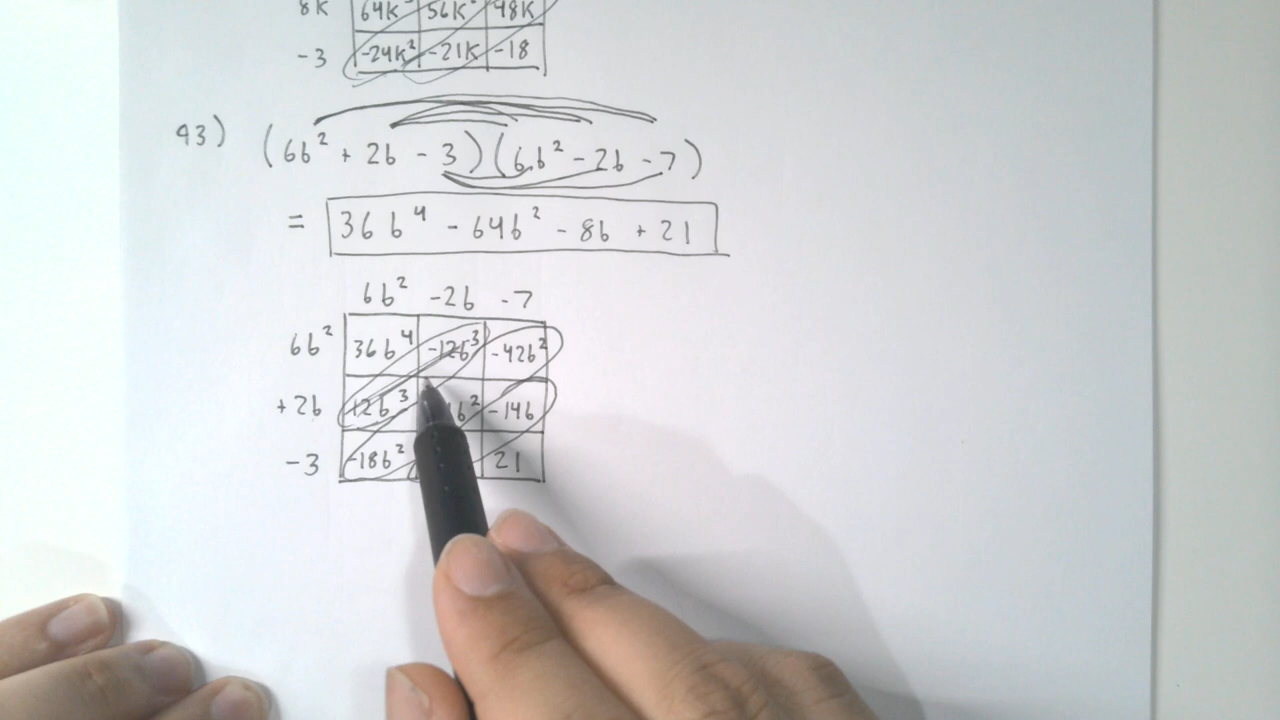 8k 64k 56k 48k
-3 -24k² -21k -18
93) (6b² + 2b - 3)(6b² - 2b - 7)
= 36b⁴ - 64b² - 8b + 21
6b² -2b -7
6b² 36b⁴ -12b³ -42b²
+2b 12b³ b² -14b
-3 -18b² 21